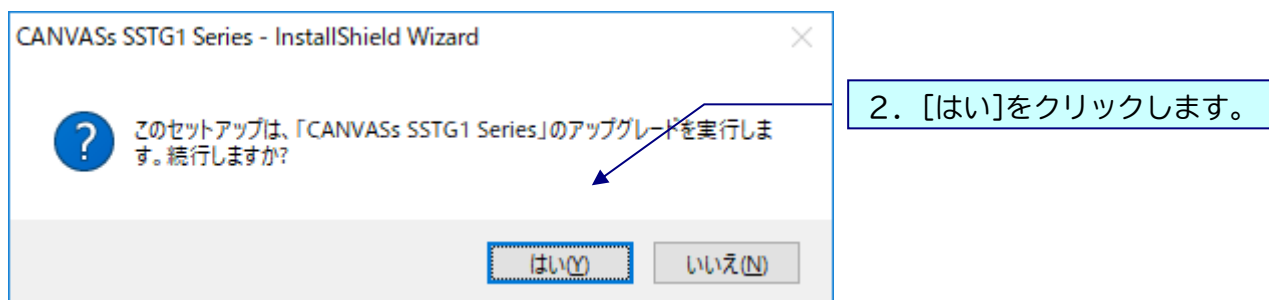 CANVASs SSTG1 Series - InstallShield Wizard
このセットアップは、「CANVASs SSTG1 Series」のアップグレードを実行しま
す。続行しますか?
はい(Y)
いいえ(N)
２．[はい]をクリックします。